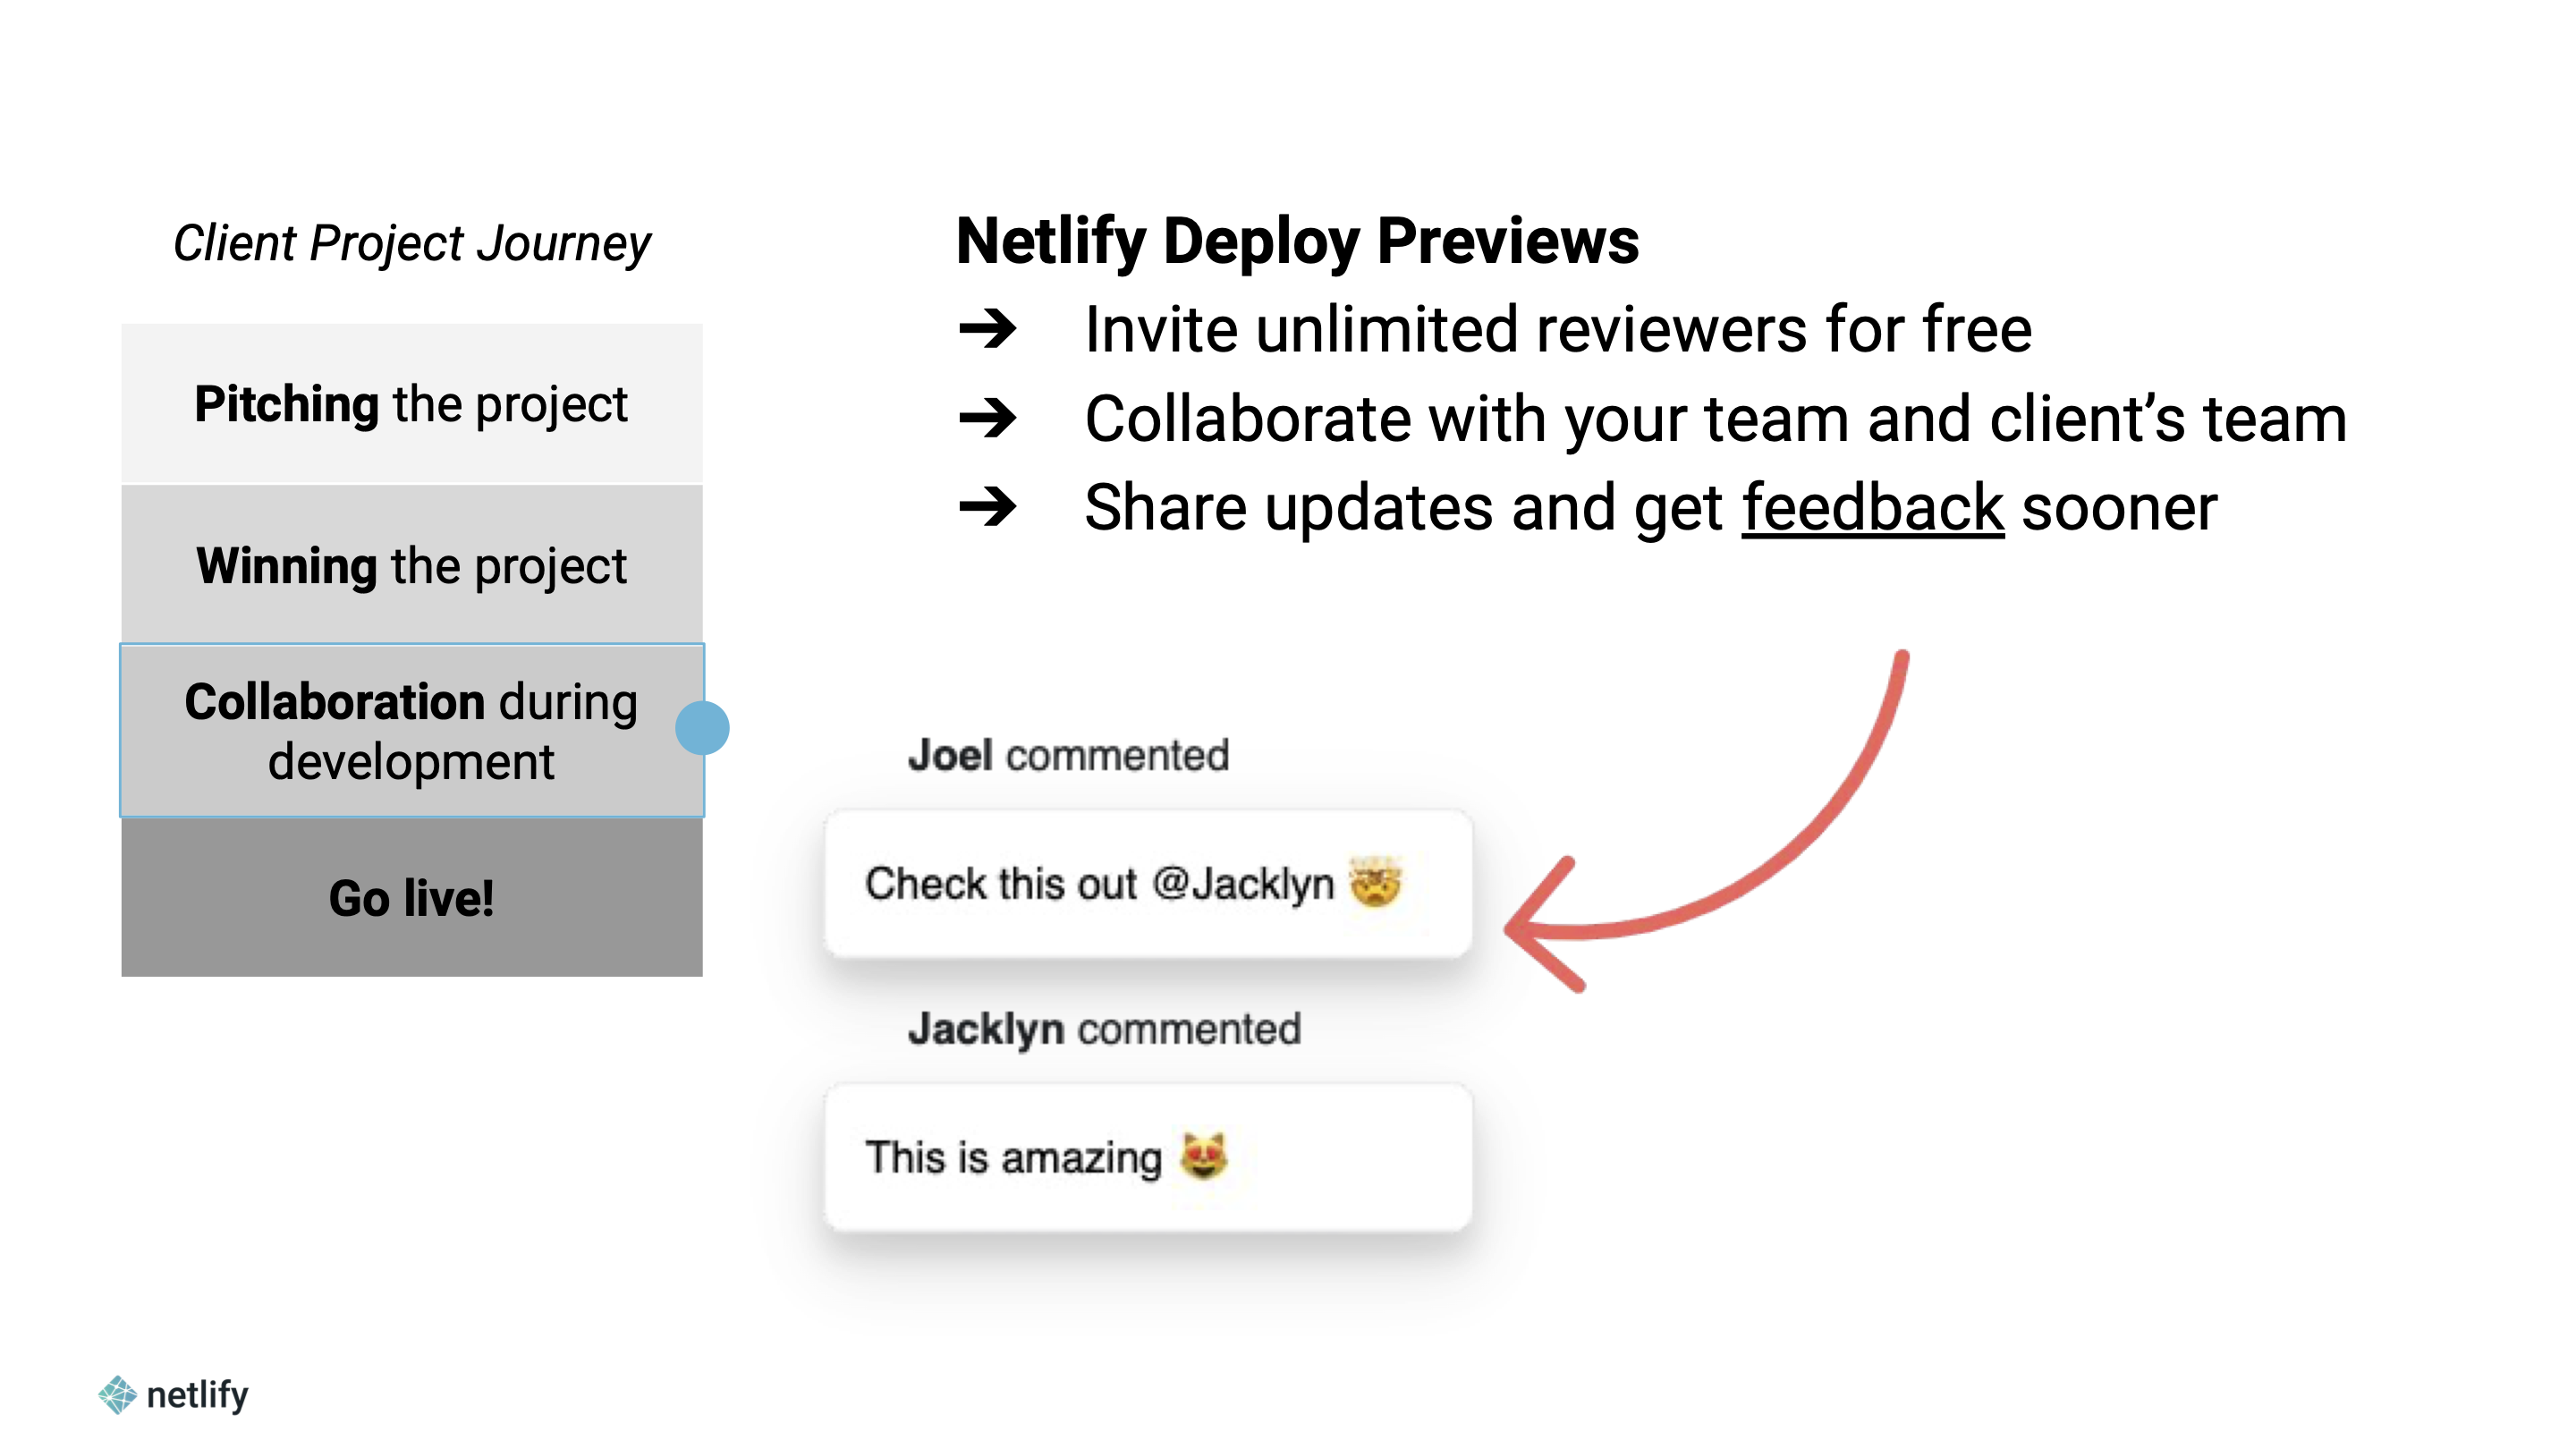 Client Project Journey
Pitching the project
Winning the project
Collaboration during
development
Go live!
Netlify Deploy Previews
➔ Invite unlimited reviewers for free
➔ Collaborate with your team and client’s team
➔ Share updates and get feedback sooner
Joel commented
Check this out @Jacklyn 🤯
Jacklyn commented
This is amazing 😻
netlify